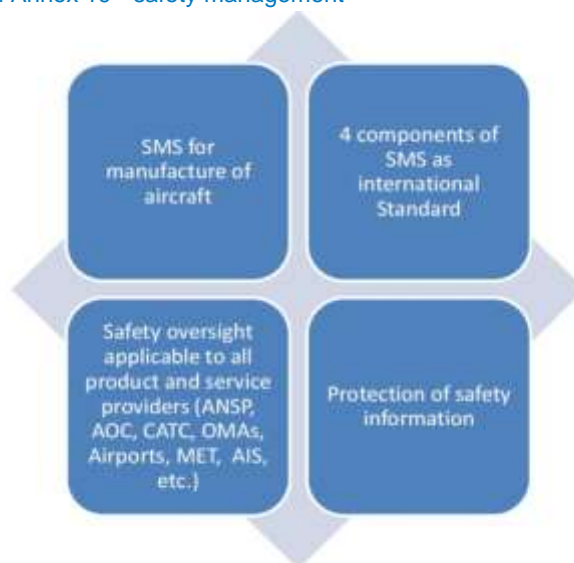 Annex - safety management
SMS for
manufacture of
aircraft
4 components of
SMS as
international
Standard
Safety oversight
applicable to all
product and service
providers (ANSP,
AOC, CATC, OMAs,
Airports, MET, AIS,
etc.)
Protection of safety
information